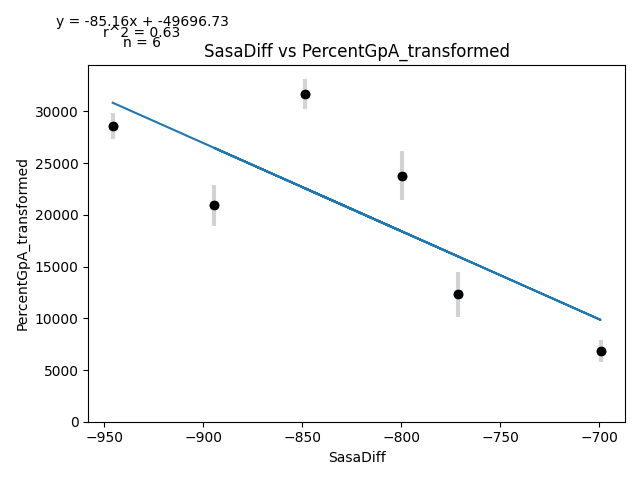 y = -85.16x + -49696.73
r^2 = 0.63
n = 6
SasaDiff vs PercentGpA_transformed
PercentGpA_transformed
30000
25000
20000
15000
10000
5000
0
−950
−900
−850
−800
−750
−700
SasaDiff